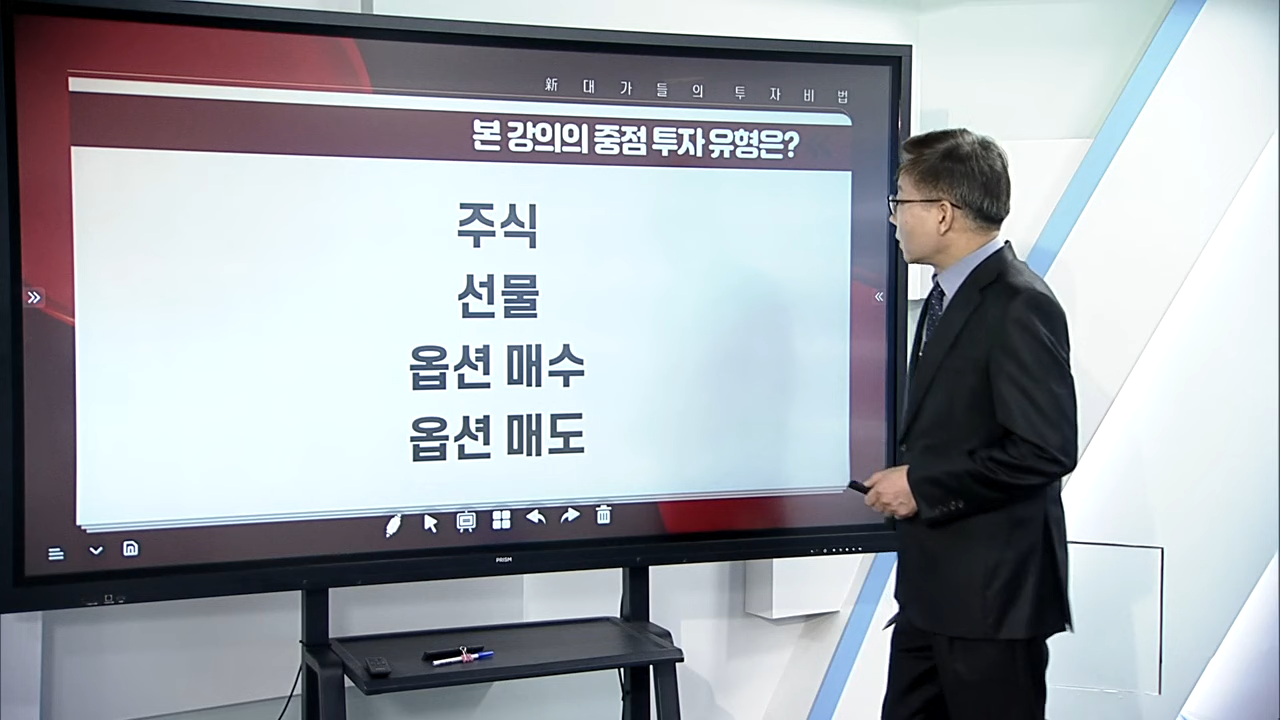 新 대 가 들 의 투 자 비 법
본 강의의 중점 투자 유형은?
주식
선물
옵션 매수
옵션 매도
PRISM